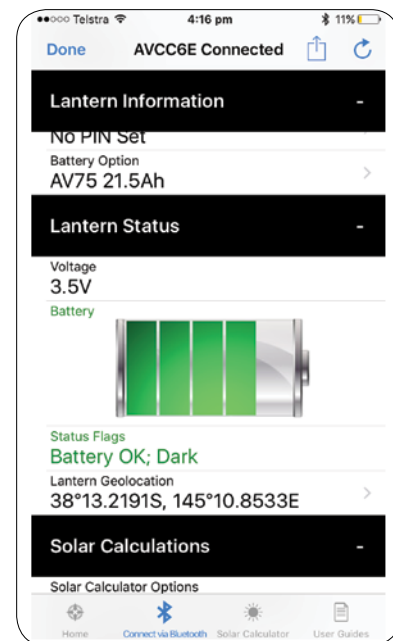 Telstra 4:16 pm 11%
Done AVCC6E Connected
Lantern Information -
No PIN Set
Battery Option
AV75 21.5Ah
Lantern Status -
Voltage
3.5V
Battery
Status Flags
Battery OK; Dark
Lantern Geolocation
38°13.2191S, 145°10.8533E
Solar Calculations -
Solar Calculator Options
Home Connect via Bluetooth Solar Calculator User Guides